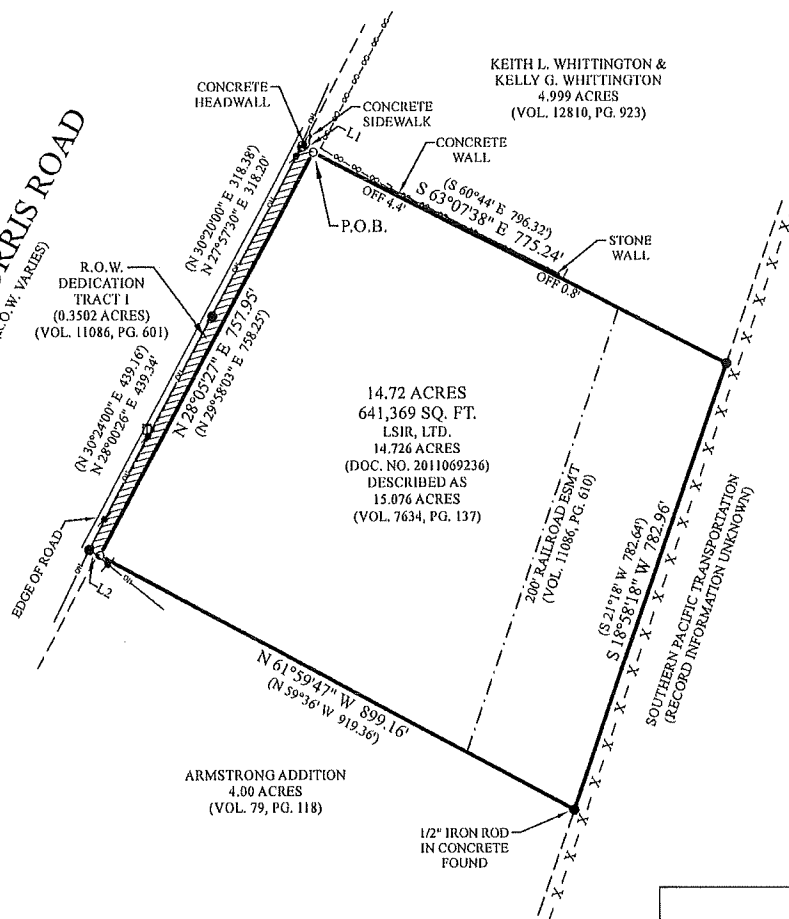 KEITH L. WHITTINGTON &
KELLY G. WHITTINGTON
4.999 ACRES
(VOL. 12810, PG. 923)
CONCRETE
HEADWALL
CONCRETE
SIDEWALK
L1
CONCRETE
WALL
RRIS ROAD
O.W. VARIES)
(N 30°20'00" E 318.38')
N 27°57'30" E 318.20'
P.O.B.
(S 60°44' E 796.32')
S 63°07'38" E 775.24'
OFF 4.4'
STONE
WALL
OFF 0.8'
R.O.W.
DEDICATION
TRACT 1
(0.3502 ACRES)
(VOL. 11086, PG. 601)
N 28°05'27" E 757.95'
(N 29°58'03" E 758.25')
(N 30°24'00" E 439.16')
N 28°00'26" E 439.34'
14.72 ACRES
641,369 SQ. FT.
LSIR, LTD.
14.726 ACRES
(DOC. NO. 2011069236)
DESCRIBED AS
15.076 ACRES
(VOL. 7634, PG. 137)
200' RAILROAD ESMT
(VOL. 11086, PG. 610)
(S 21°18' W 782.64')
S 18°58'18" W 782.96'
SOUTHERN PACIFIC TRANSPORTATION
(RECORD INFORMATION UNKNOWN)
EDGE OF ROAD
L2
N 61°59'47" W 899.16'
(N 59°36' W 919.36')
ARMSTRONG ADDITION
4.00 ACRES
(VOL. 79, PG. 118)
1/2" IRON ROD
IN CONCRETE
FOUND